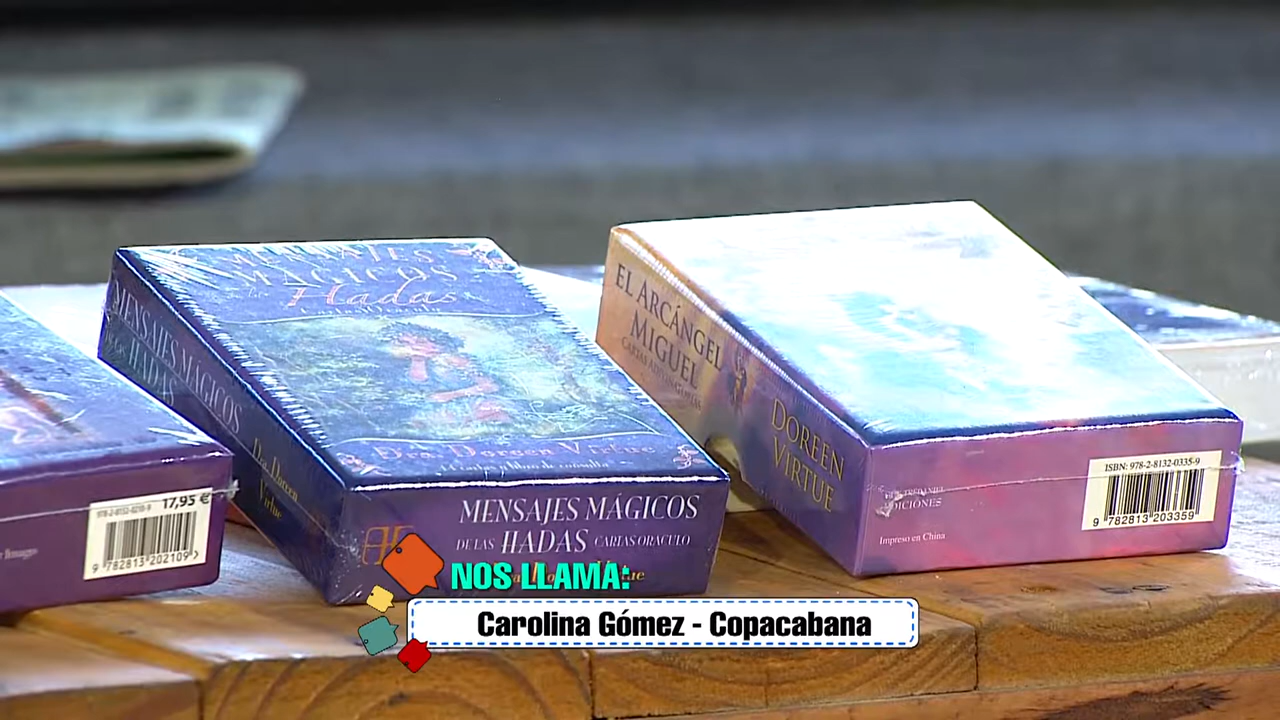 MENSAJES
MÁGICOS
Hadas
Dra. Doreen Virtue
MENSAJES MÁGICOS
HADAS
Dra. Doreen
Virtue
MENSAJES MÁGICOS
DE LAS HADAS CARTAS ORÁCULO
EL ARCÁNGEL
MIGUEL
DOREEN
VIRTUE
EDICIONES
Impreso en China
ISBN: 978-2-8132-0335-9
9 782813 203359
17,95 €
9 782813 202109 >
NOS LLAMA:
Carolina Gómez - Copacabana